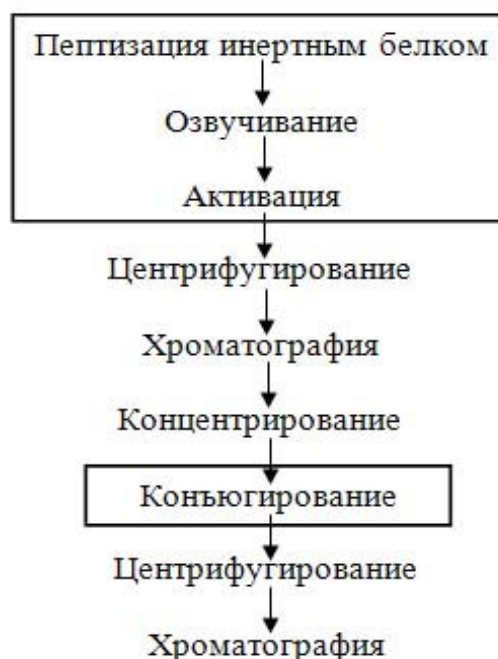 Пептизация инертным белком
Озвучивание
Активация
Центрифугирование
Хроматография
Концентрирование
Конъюгирование
Центрифугирование
Хроматография